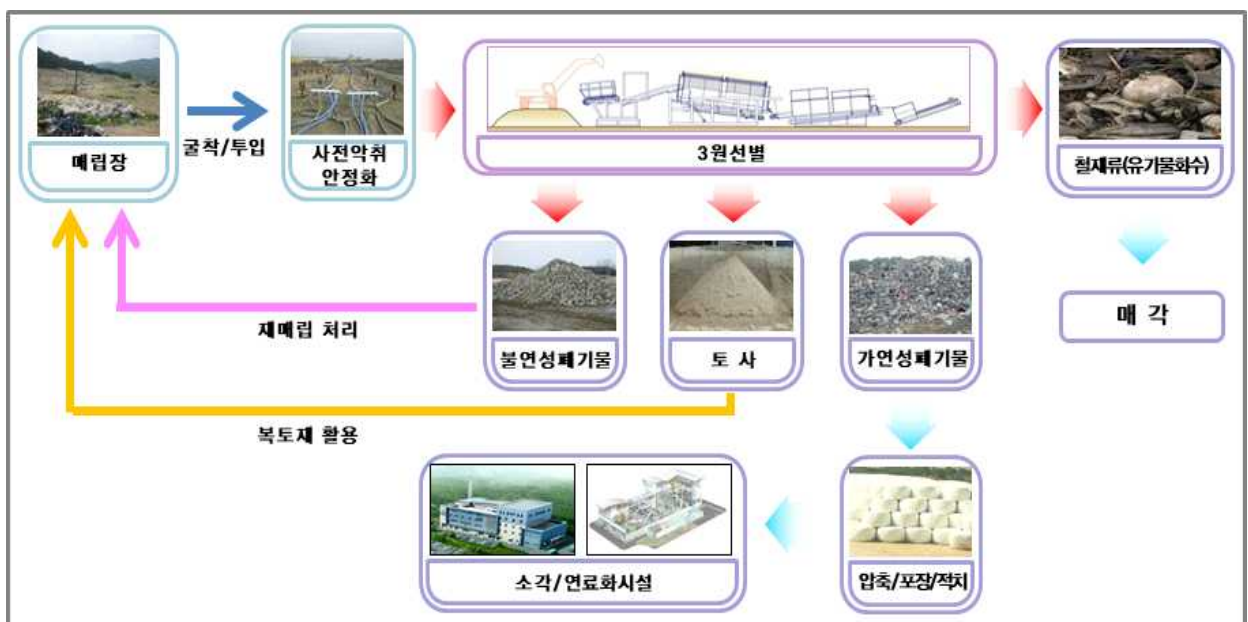 매립장
굴착/투입
사전악취
안정화
3원선별
철재류(유기물화수)
불연성폐기물
토 사
가연성폐기물
매 각
재매립 처리
복토재 활용
소각/연료화시설
압축/포장/적치